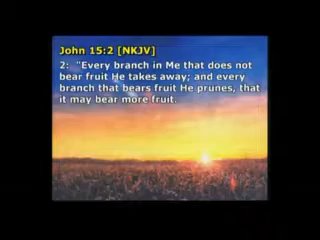 John 15:2 [NKJV]
2:  "Every branch in Me that does not
bear fruit He takes away; and every
branch that bears fruit He prunes, that
it may bear more fruit.